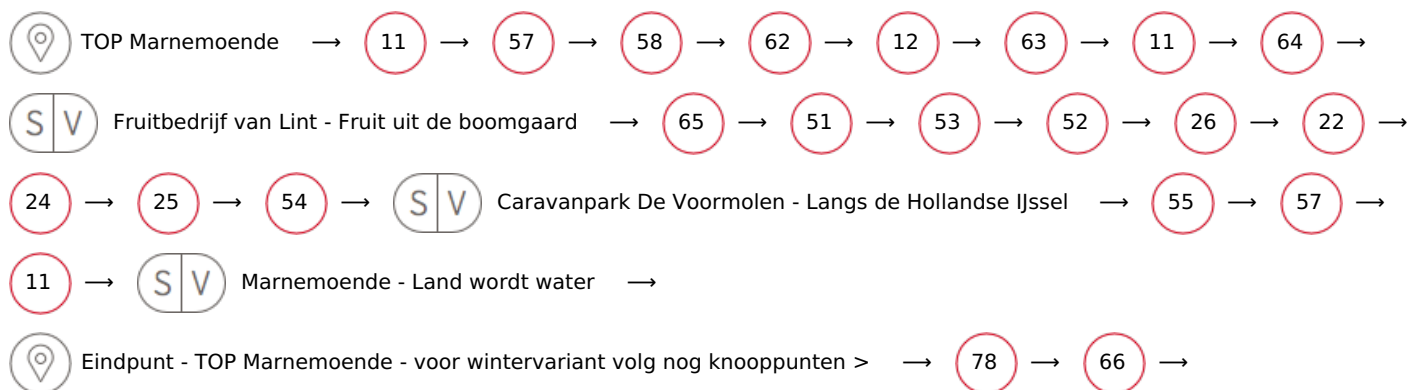 TOP Marnemoende → 11 → 57 → 58 → 62 → 12 → 63 → 11 → 64 →
S V Fruitbedrijf van Lint - Fruit uit de boomgaard → 65 → 51 → 53 → 52 → 26 → 22 →
24 → 25 → 54 → S V Caravanpark De Voormolen - Langs de Hollandse IJssel → 55 → 57 →
11 → S V Marnemoende - Land wordt water →
Eindpunt - TOP Marnemoende - voor wintervariant volg nog knooppunten > → 78 → 66 →